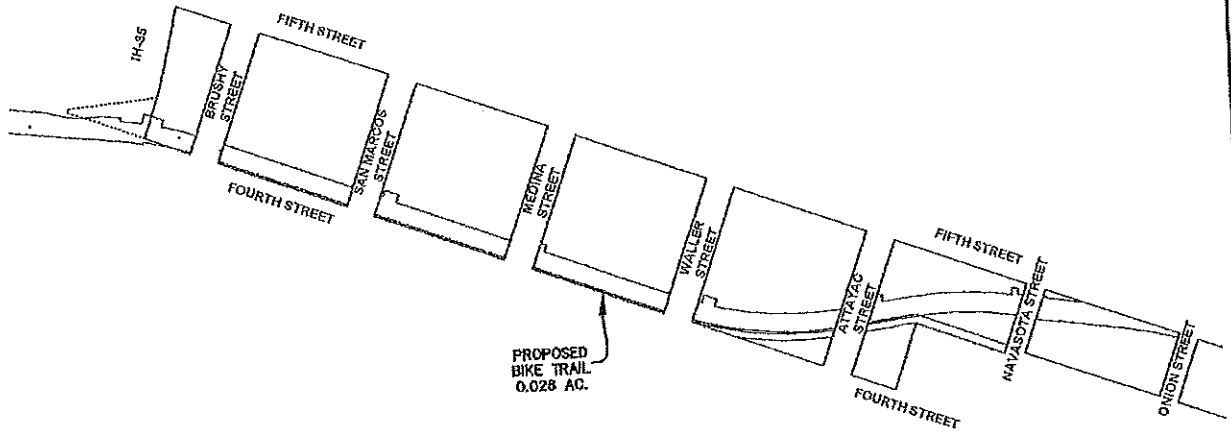 IH-35
BRUSHY
STREET
FIFTH STREET
SAN MARCOS
STREET
FOURTH STREET
MEDINA
STREET
WALLER
STREET
PROPOSED
BIKE TRAIL
0.028 AC.
ATTAYAC
STREET
FIFTH STREET
NAVASOTA STREET
FOURTH STREET
ONION STREET